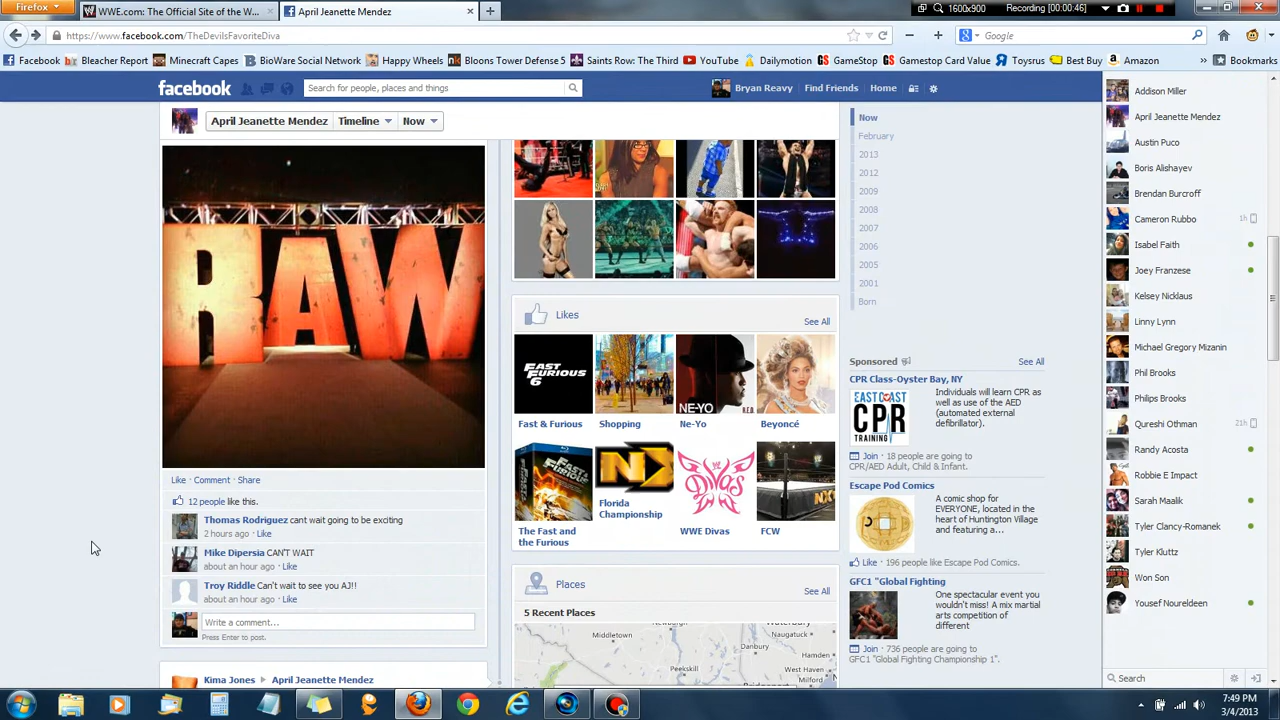 Firefox
WWE.com: The Official Site of the W...
April Jeanette Mendez
1600x900
Recording [00:00:46]
https://www.facebook.com/TheDevilsFavoriteDiva
Google
Facebook
Bleacher Report
Minecraft Capes
BioWare Social Network
Happy Wheels
Bloons Tower Defense 5
Saints Row: The Third
YouTube
Dailymotion
GameStop
Gamestop Card Value
Toysrus
Best Buy
Amazon
Bookmarks
facebook
Search for people, places and things
Bryan Reavy
Find Friends
Home
April Jeanette Mendez
Timeline
Now
RAW
Like · Comment · Share
12 people like this.
Thomas Rodriguez cant wait going to be exciting
2 hours ago · Like
Mike Dipersia CAN'T WAIT
about an hour ago · Like
Troy Riddle Can't wait to see you AJ!!
about an hour ago · Like
Write a comment...
Press Enter to post.
Kima Jones
April Jeanette Mendez
Likes
See All
FAST & FURIOUS 6
NE-YO
Fast & Furious
Shopping
Ne-Yo
Beyoncé
NXT
DIVAS
Florida Championship
The Fast and the Furious
WWE Divas
FCW
Places
See All
5 Recent Places
Newburgh
Middletown
Naugatuck
Danbury
Hamden
Peekskill
West Haven
Milford
Bridgeport
Now
February
2013
2012
2009
2008
2007
2006
2005
2001
Born
Sponsored
See All
CPR Class-Oyster Bay, NY
EAST COAST CPR TRAINING
Individuals will learn CPR as well as use of the AED (automated external defibrillator).
Join · 18 people are going to CPR/AED Adult, Child & Infant.
Escape Pod Comics
A comic shop for EVERYONE, located in the heart of Huntington Village and featuring a...
Like · 196 people like Escape Pod Comics.
GFC1 "Global Fighting
One spectacular event you wouldn't miss! A mix martial arts competition of different
Join · 736 people are going to GFC1 "Global Fighting Championship 1".
Addison Miller
April Jeanette Mendez
Austin Puco
Boris Alishayev
Brendan Burcroff
Cameron Rubbo
1h
Isabel Faith
Joey Franzese
Kelsey Nicklaus
Linny Lynn
Michael Gregory Mizanin
Phil Brooks
Philips Brooks
Qureshi Othman
21h
Randy Acosta
Robbie E Impact
Sarah Maalik
Tyler Clancy-Romanek
Tyler Kluttz
Won Son
Yousef Noureldeen
Search
7:49 PM
3/4/2013